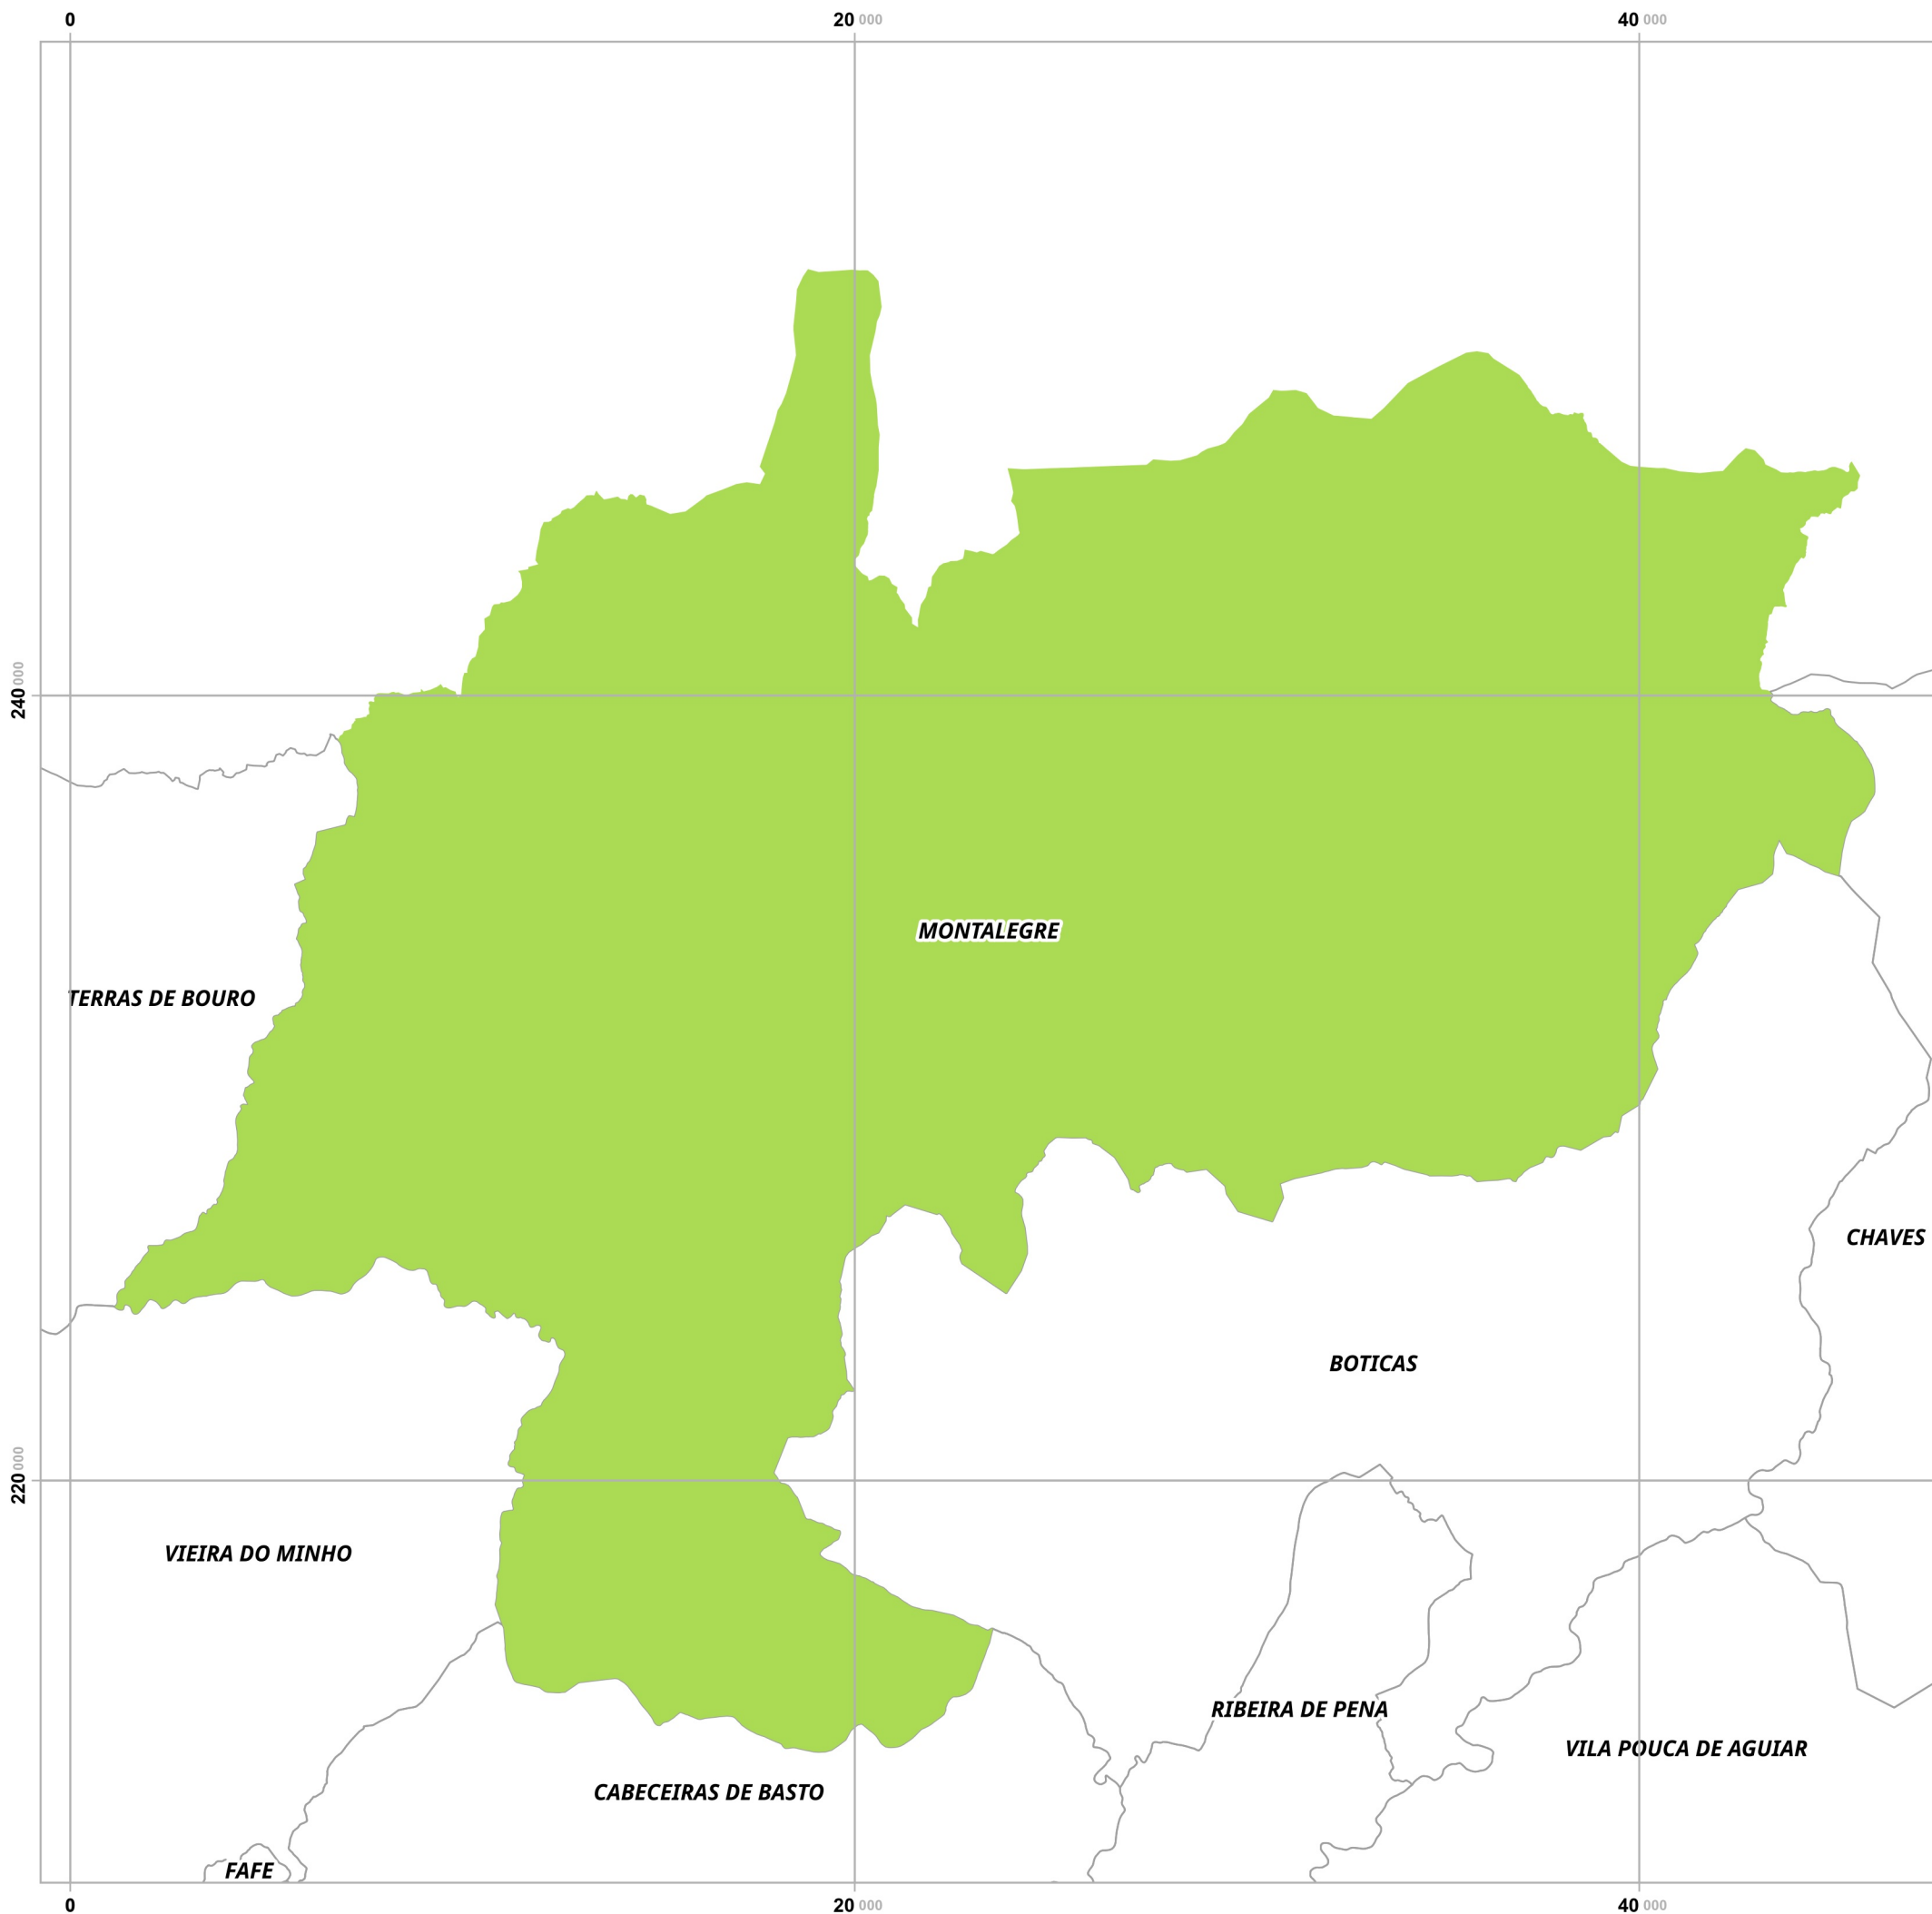 0 20 000 40 000
240 000
MONTALEGRE
TERRAS DE BOURO
CHAVES
BOTICAS
220 000
VIEIRA DO MINHO
RIBEIRA DE PENA
VILA POUCA DE AGUIAR
CABECEIRAS DE BASTO
FAFE
0 20 000 40 000